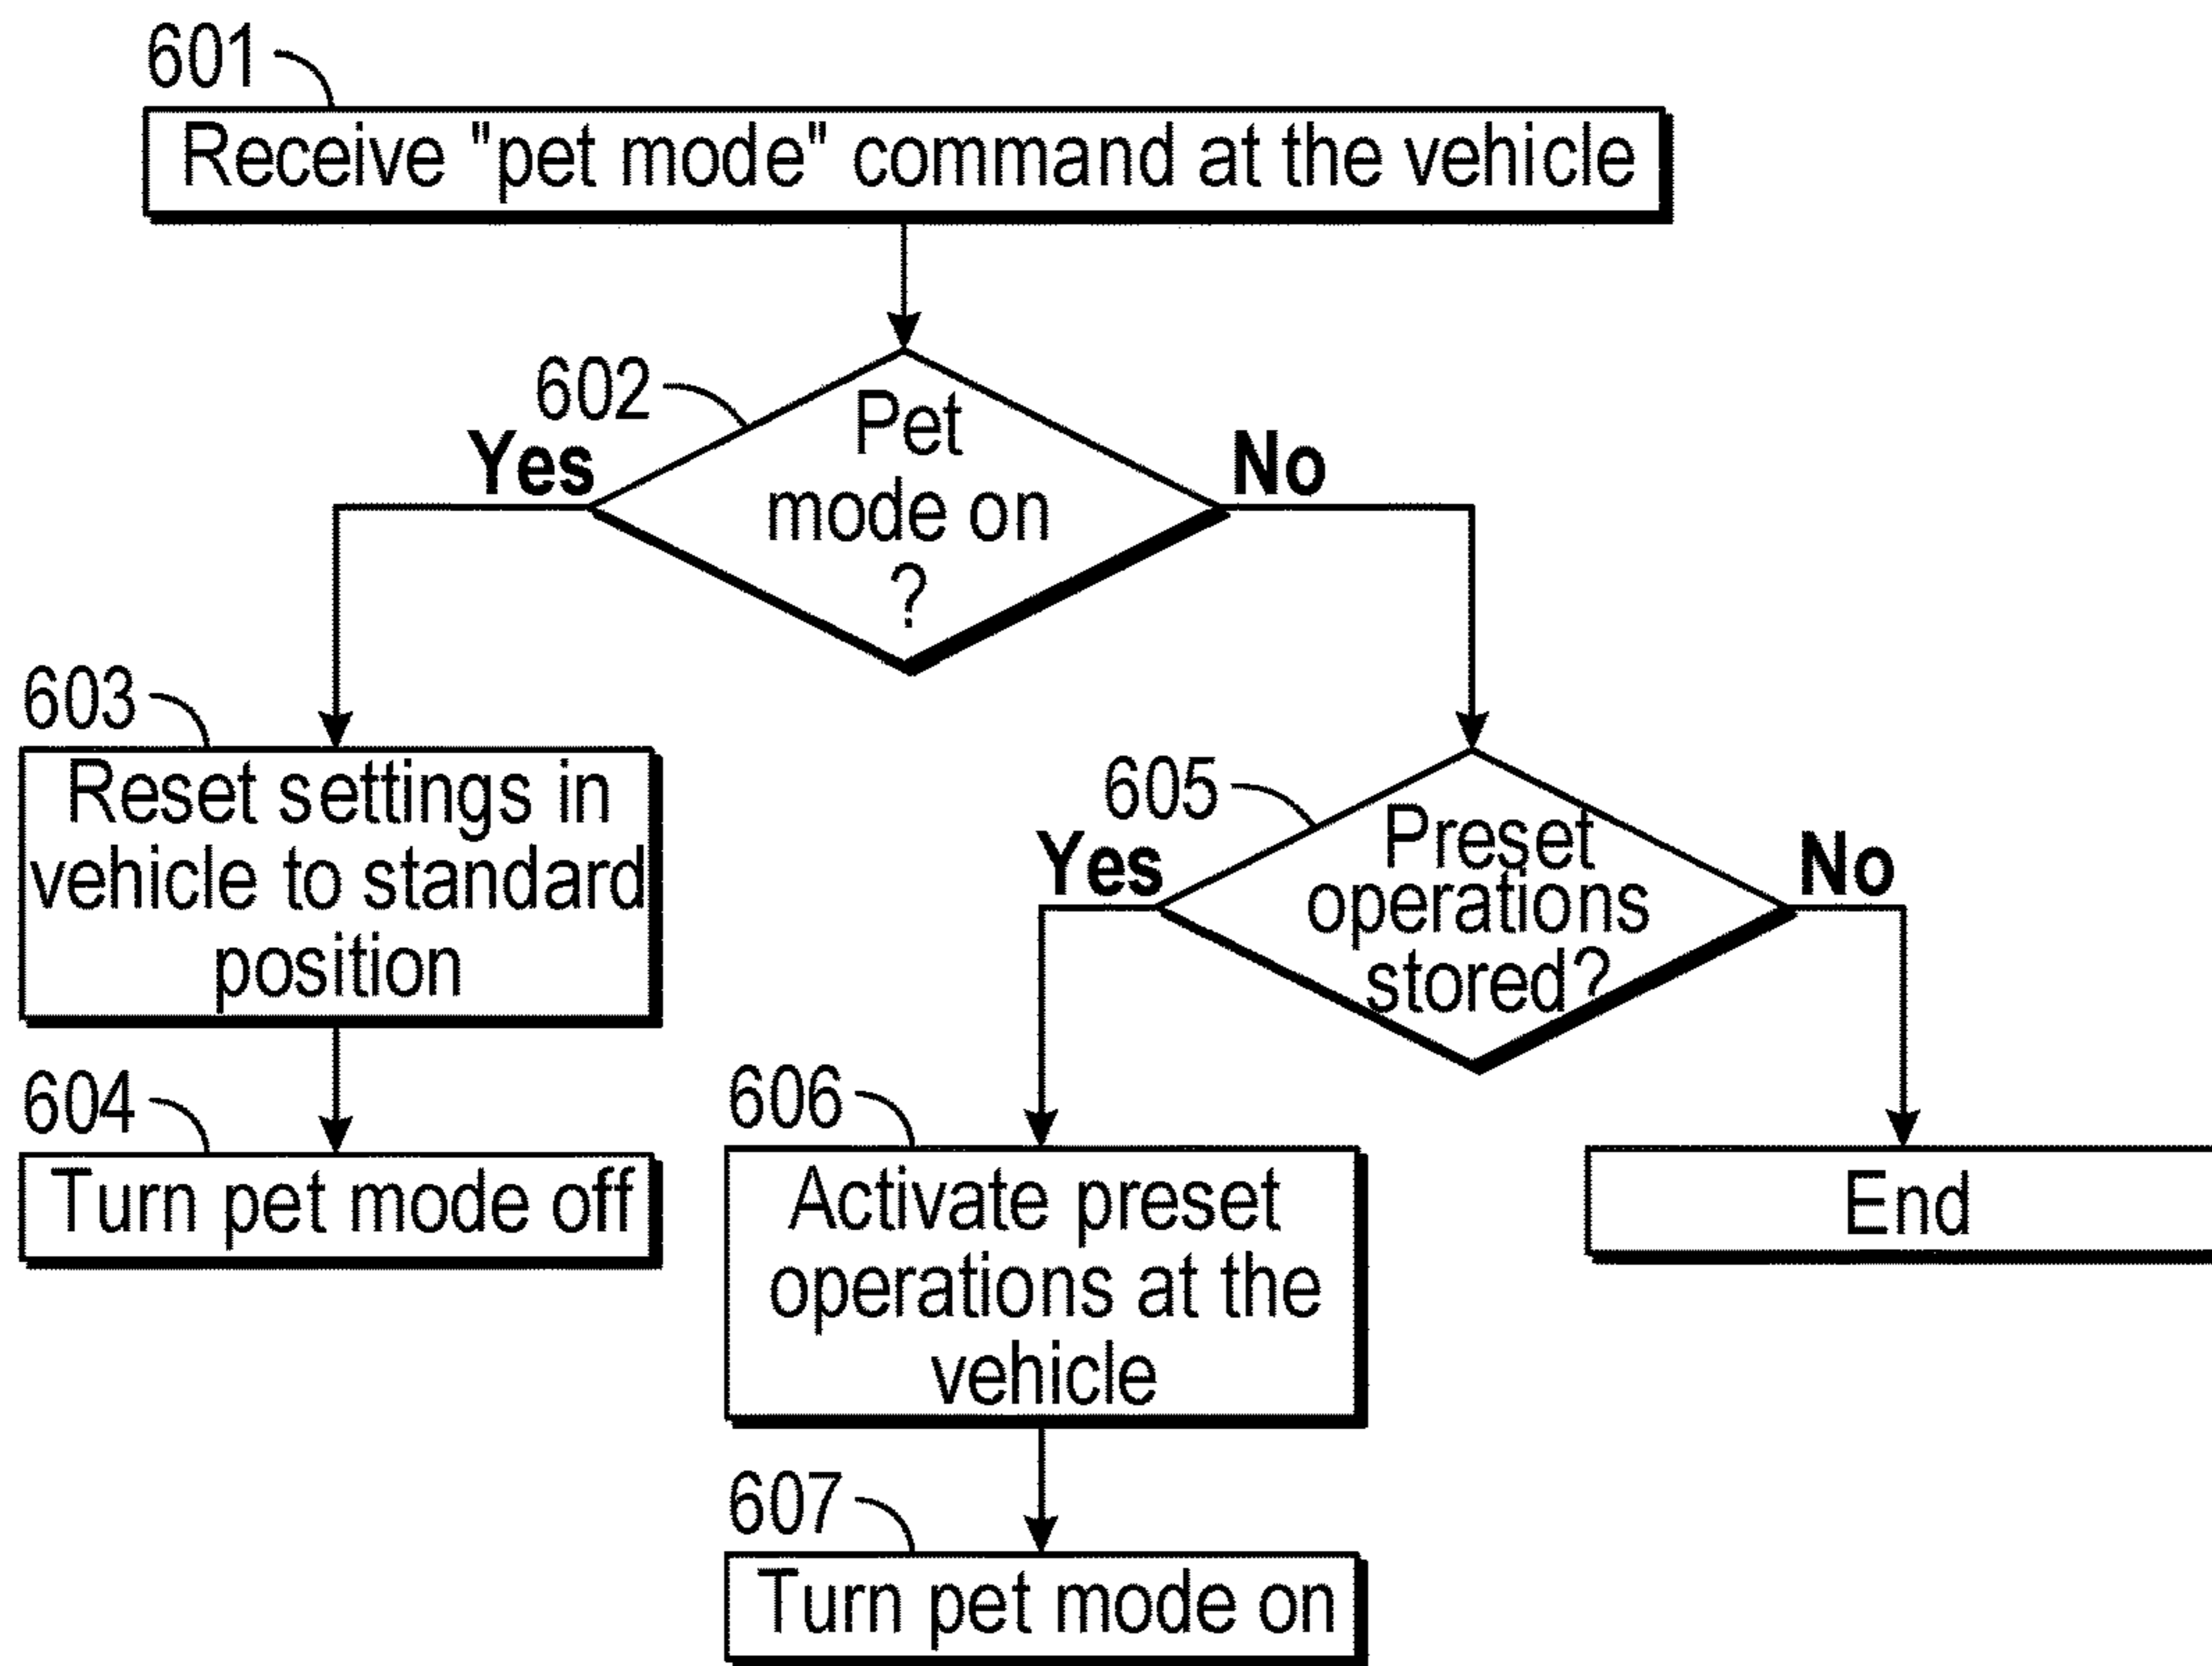 601
Receive "pet mode" command at the vehicle
602
Pet
mode on
?
Yes
No
603
Reset settings in
vehicle to standard
position
604
Turn pet mode off
605
Preset
operations
stored?
Yes
No
606
Activate preset
operations at the
vehicle
607
Turn pet mode on
End